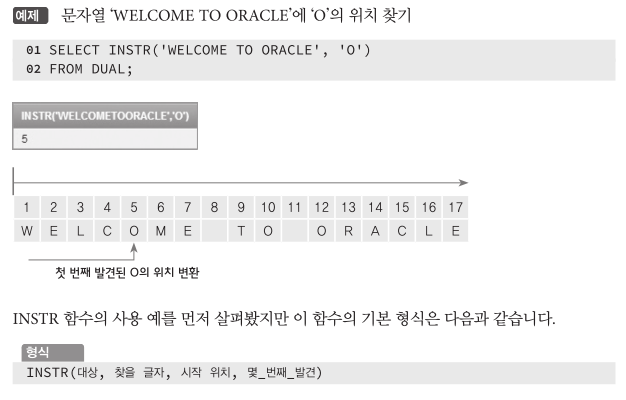 예제 문자열 ‘WELCOME TO ORACLE’에 ‘O’의 위치 찾기
01 SELECT INSTR('WELCOME TO ORACLE', 'O')
02 FROM DUAL;
INSTR('WELCOMETOORACLE','O')
5
1 2 3 4 5 6 7 8 9 10 11 12 13 14 15 16 17
W E L C O M E T O O R A C L E
첫 번째 발견된 O의 위치 변환
INSTR 함수의 사용 예를 먼저 살펴봤지만 이 함수의 기본 형식은 다음과 같습니다.
형식
INSTR(대상, 찾을 글자, 시작 위치, 몇_번째_발견)